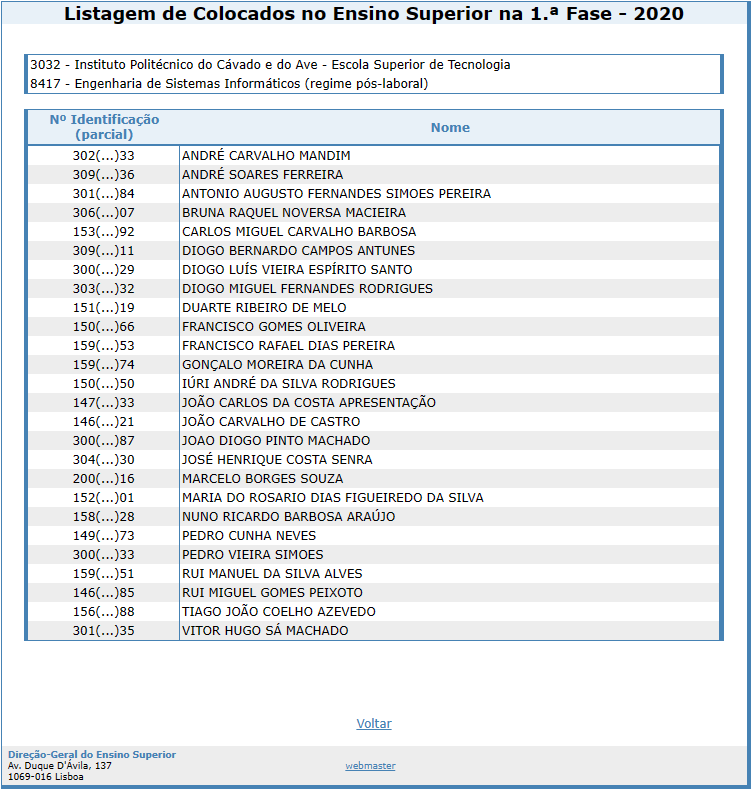 Listagem de Colocados no Ensino Superior na 1.ª Fase - 2020
3032 - Instituto Politécnico do Cávado e do Ave - Escola Superior de Tecnologia
8417 - Engenharia de Sistemas Informáticos (regime pós-laboral)
Nº Identificação
(parcial)
Nome
302(...)33 ANDRÉ CARVALHO MANDIM
309(...)36 ANDRÉ SOARES FERREIRA
301(...)84 ANTONIO AUGUSTO FERNANDES SIMOES PEREIRA
306(...)07 BRUNA RAQUEL NOVERSA MACIEIRA
153(...)92 CARLOS MIGUEL CARVALHO BARBOSA
309(...)11 DIOGO BERNARDO CAMPOS ANTUNES
300(...)29 DIOGO LUÍS VIEIRA ESPÍRITO SANTO
303(...)32 DIOGO MIGUEL FERNANDES RODRIGUES
151(...)19 DUARTE RIBEIRO DE MELO
150(...)66 FRANCISCO GOMES OLIVEIRA
159(...)53 FRANCISCO RAFAEL DIAS PEREIRA
159(...)74 GONÇALO MOREIRA DA CUNHA
150(...)50 IÚRI ANDRÉ DA SILVA RODRIGUES
147(...)33 JOÃO CARLOS DA COSTA APRESENTAÇÃO
146(...)21 JOÃO CARVALHO DE CASTRO
300(...)87 JOAO DIOGO PINTO MACHADO
304(...)30 JOSÉ HENRIQUE COSTA SENRA
200(...)16 MARCELO BORGES SOUZA
152(...)01 MARIA DO ROSARIO DIAS FIGUEIREDO DA SILVA
158(...)28 NUNO RICARDO BARBOSA ARAÚJO
149(...)73 PEDRO CUNHA NEVES
300(...)33 PEDRO VIEIRA SIMOES
159(...)51 RUI MANUEL DA SILVA ALVES
146(...)85 RUI MIGUEL GOMES PEIXOTO
156(...)88 TIAGO JOÃO COELHO AZEVEDO
301(...)35 VITOR HUGO SÁ MACHADO
Voltar
Direção-Geral do Ensino Superior
Av. Duque D'Ávila, 137
1069-016 Lisboa
webmaster